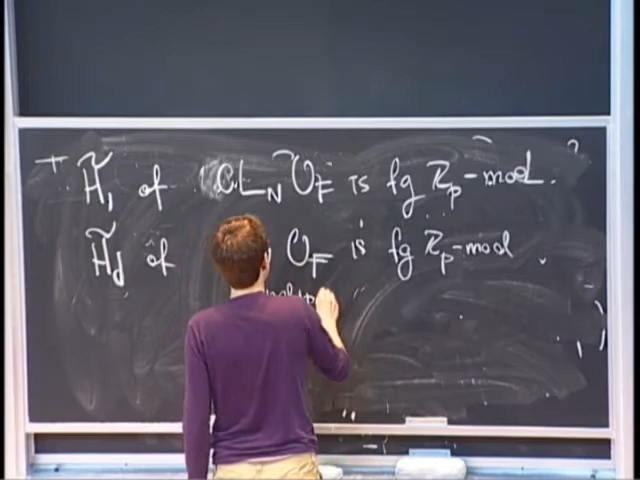 H̃₁ of GL_N O_F is fg ℤ_p-mod. ?
H̃_d of O_F is fg ℤ_p-mod.